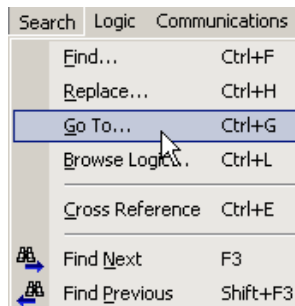 Search Logic Communications
Find... Ctrl+F
Replace... Ctrl+H
Go To... Ctrl+G
Browse Logic... Ctrl+L
Cross Reference Ctrl+E
Find Next F3
Find Previous Shift+F3